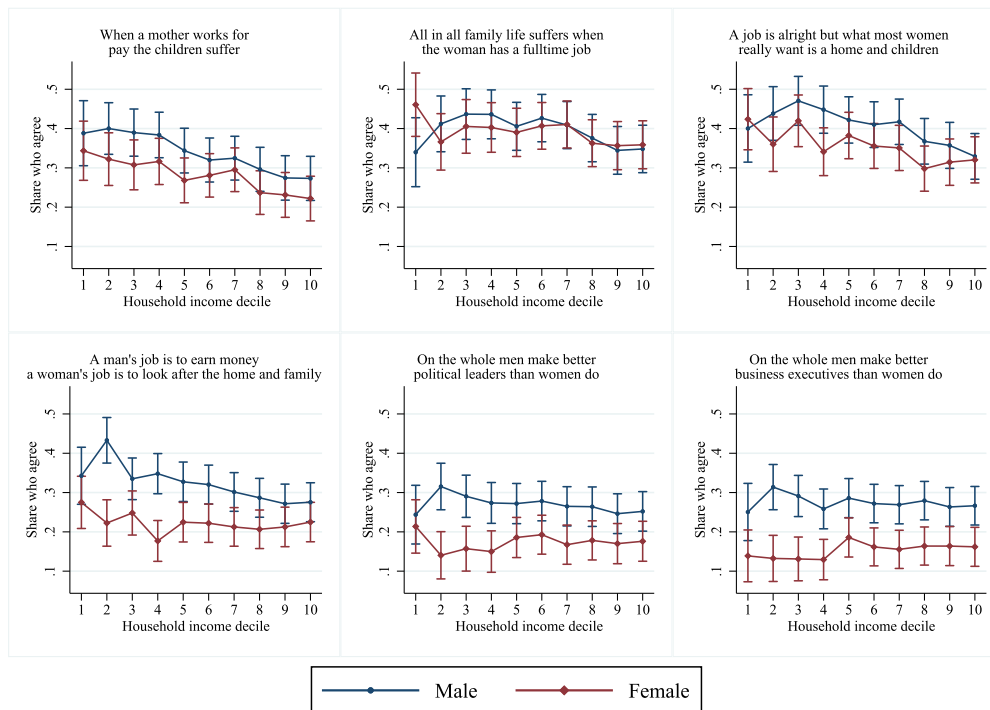 When a mother works for
pay the children suffer
Share who agree
.5
.4
.3
.2
.1
1 2 3 4 5 6 7 8 9 10
Household income decile
All in all family life suffers when
the woman has a fulltime job
Share who agree
.5
.4
.3
.2
.1
1 2 3 4 5 6 7 8 9 10
Household income decile
A job is alright but what most women
really want is a home and children
Share who agree
.5
.4
.3
.2
.1
1 2 3 4 5 6 7 8 9 10
Household income decile
A man's job is to earn money
a woman's job is to look after the home and family
Share who agree
.5
.4
.3
.2
.1
1 2 3 4 5 6 7 8 9 10
Household income decile
On the whole men make better
political leaders than women do
Share who agree
.5
.4
.3
.2
.1
1 2 3 4 5 6 7 8 9 10
Household income decile
On the whole men make better
business executives than women do
Share who agree
.5
.4
.3
.2
.1
1 2 3 4 5 6 7 8 9 10
Household income decile
Male Female